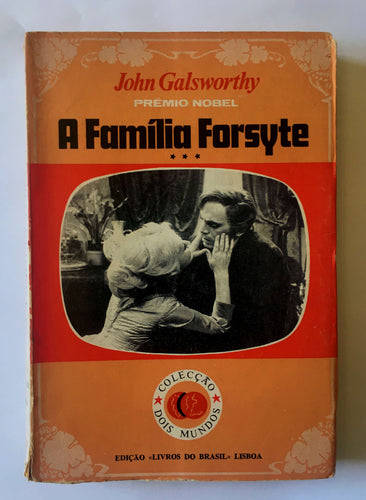 John Galsworthy
PRÉMIO NOBEL
A Família Forsyte
* * *
COLECÇÃO
DOIS MUNDOS
EDIÇÃO «LIVROS DO BRASIL» LISBOA